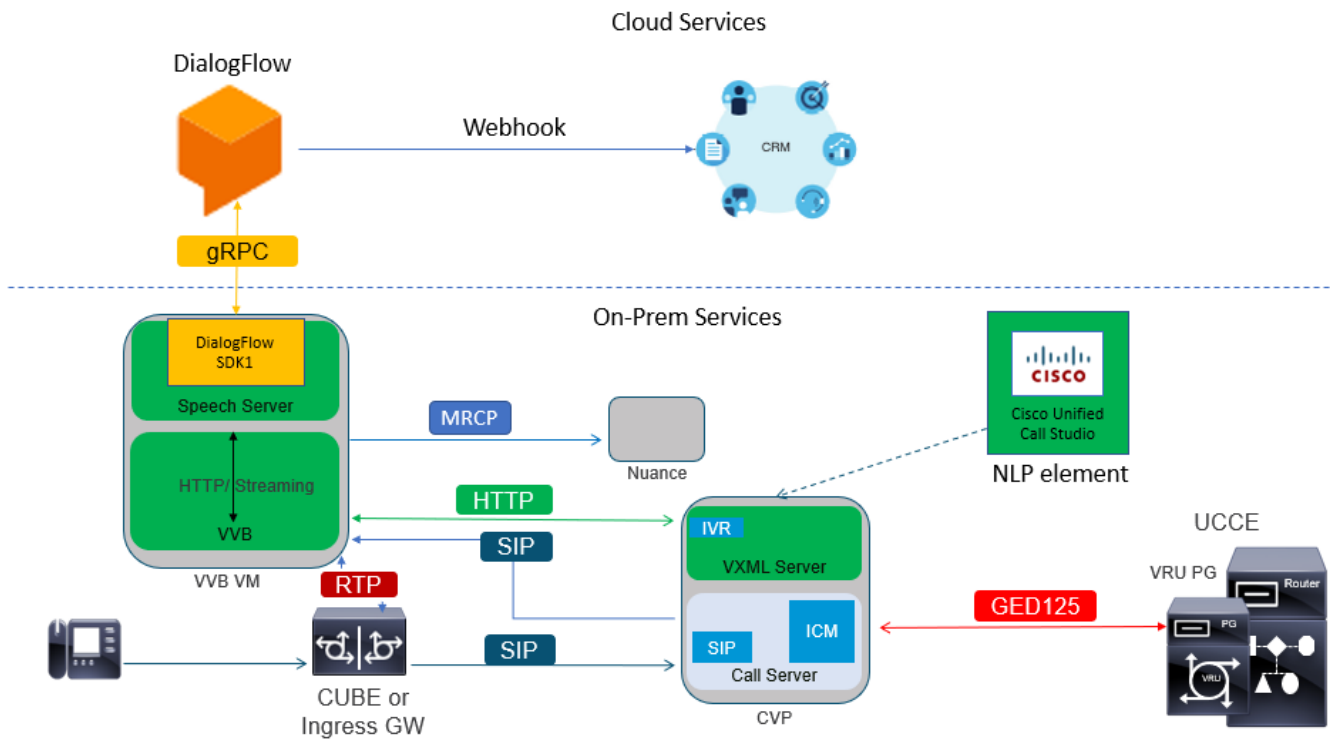 Cloud Services
DialogFlow
Webhook
CRM
gRPC
On-Prem Services
DialogFlow
SDK1
Speech Server
HTTP/ Streaming
VVB
VVB VM
MRCP
Nuance
CISCO
Cisco Unified
Call Studio
NLP element
HTTP
SIP
RTP
IVR
VXML Server
UCCE
VRU PG
Router
PG
VRU
GED125
SIP
ICM
SIP
Call Server
CVP
CUBE or
Ingress GW